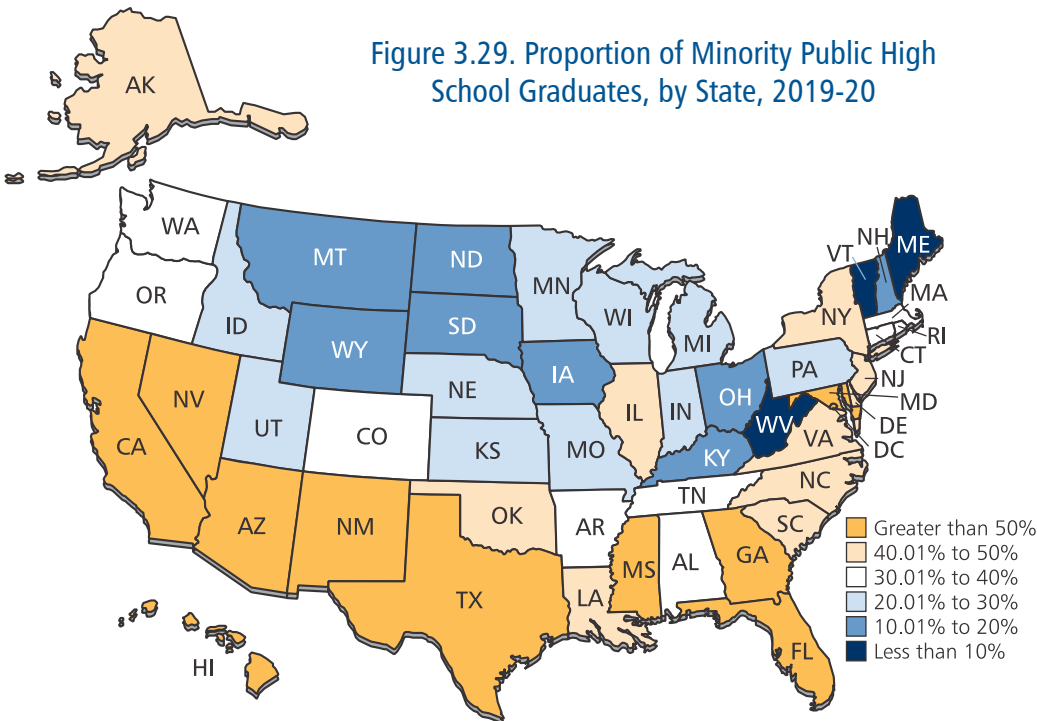 Figure 3.29. Proportion of Minority Public High
School Graduates, by State, 2019-20
AK
WA
MT
ND
MN
VT
NH
ME
OR
ID
WY
SD
WI
MI
NY
MA
RI
CT
NV
UT
NE
IA
IL
IN
OH
PA
NJ
MD
DE
DC
CA
CO
KS
MO
KY
WV
VA
AZ
NM
OK
AR
TN
NC
SC
TX
LA
MS
AL
GA
FL
HI
Greater than 50%
40.01% to 50%
30.01% to 40%
20.01% to 30%
10.01% to 20%
Less than 10%